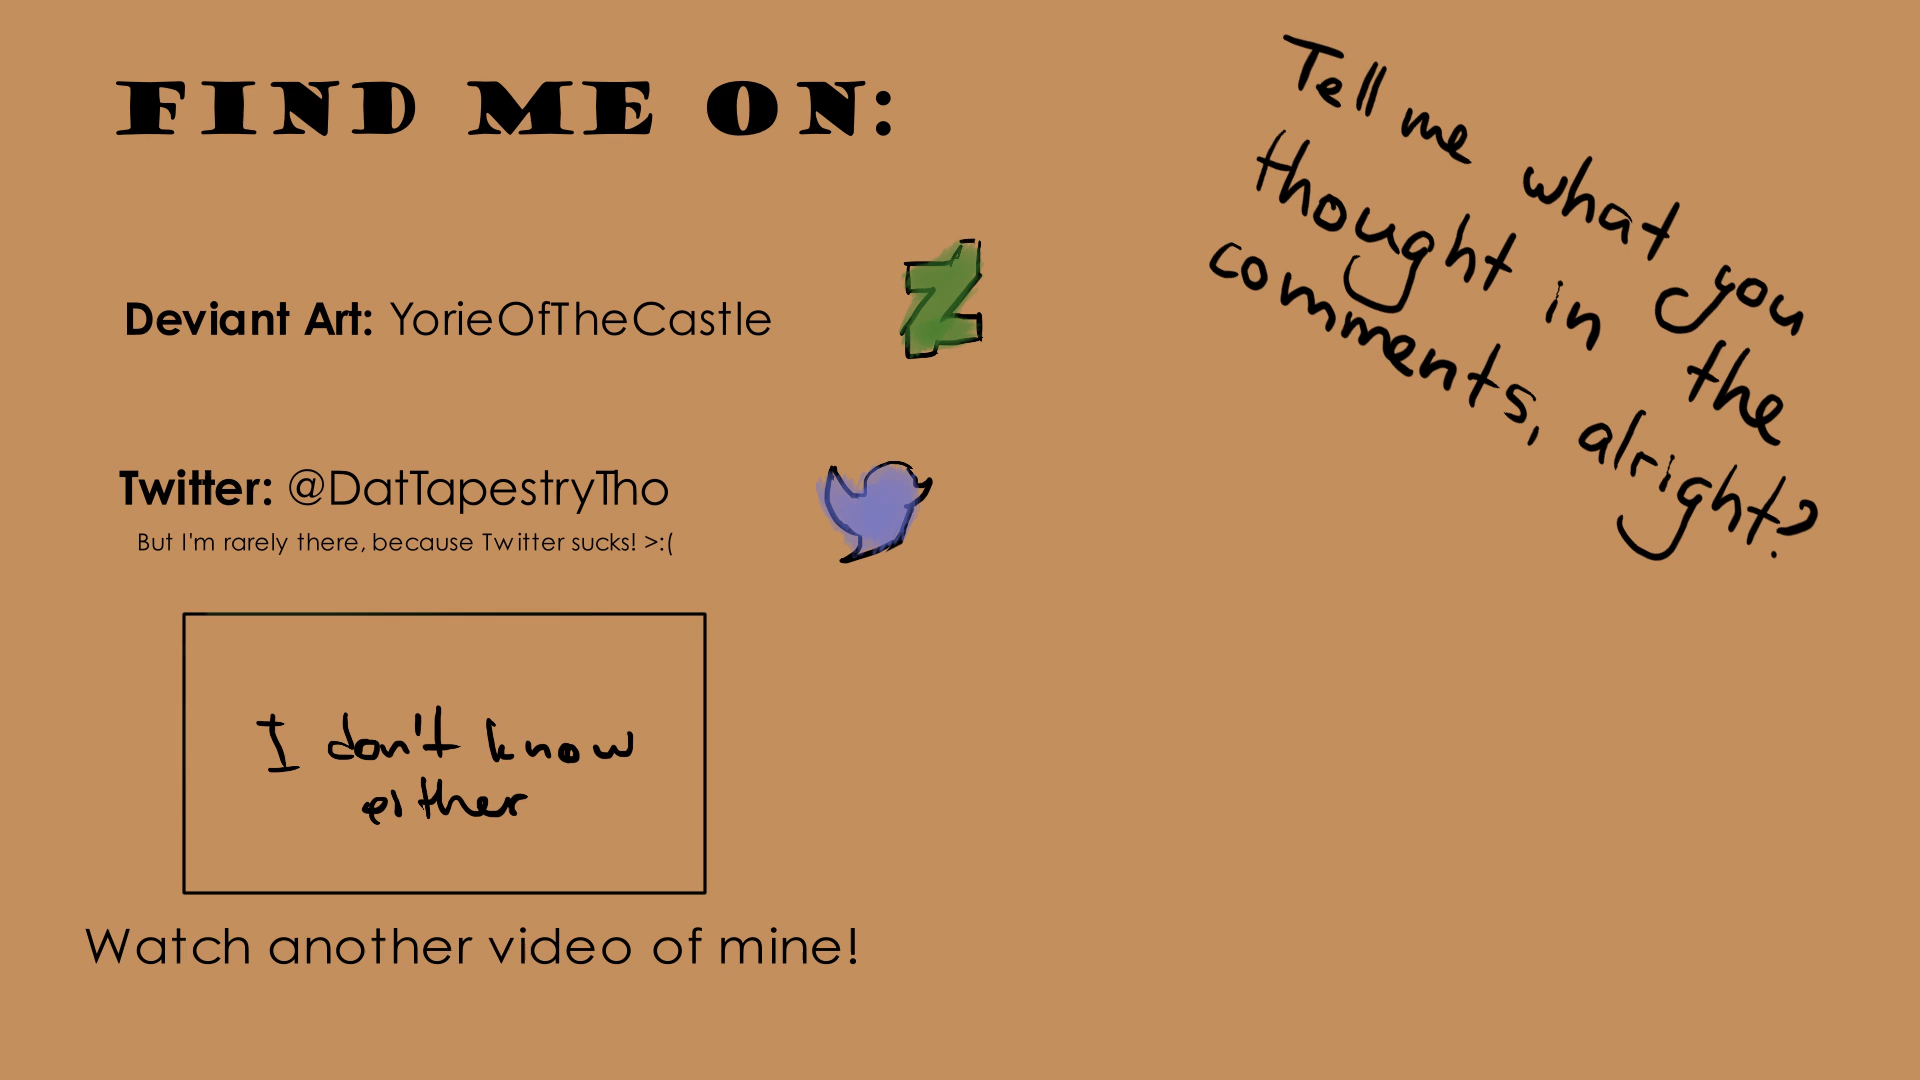 FIND ME ON:
Deviant Art: YorieOfTheCastle
Twitter: @DatTapestryTho
But I'm rarely there, because Twitter sucks! >:(
I don't know
either
Watch another video of mine!
Tell me what you
thought in the
comments, alright?